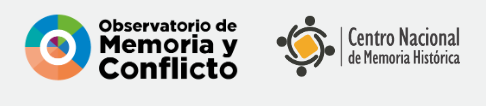 Observatorio de
Memoria y
Conflicto
Centro Nacional
de Memoria Histórica